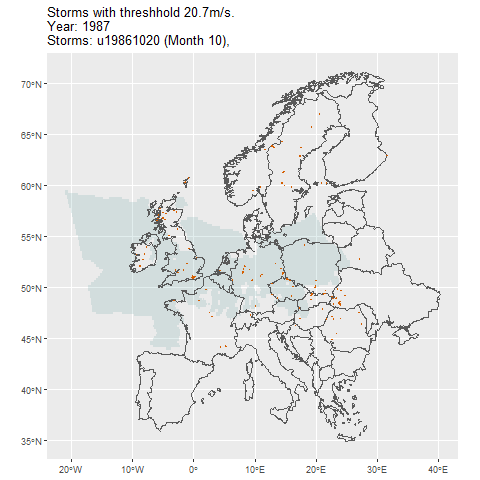 Storms with threshhold 20.7m/s.
Year: 1987
Storms: u19861020 (Month 10),
70°N
65°N
60°N
55°N
50°N
45°N
40°N
35°N
20°W
10°W
0°
10°E
20°E
30°E
40°E